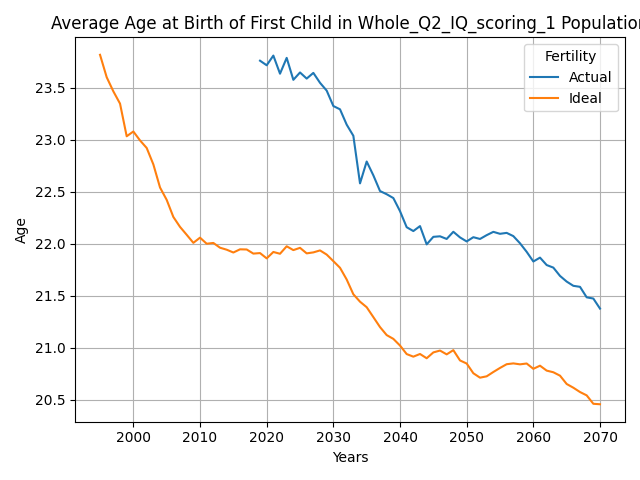 Average Age at Birth of First Child in Whole_Q2_IQ_scoring_1 Population
Fertility
Actual
Ideal
23.5
23.0
22.5
22.0
21.5
21.0
20.5
Age
2000 2010 2020 2030 2040 2050 2060 2070
Years